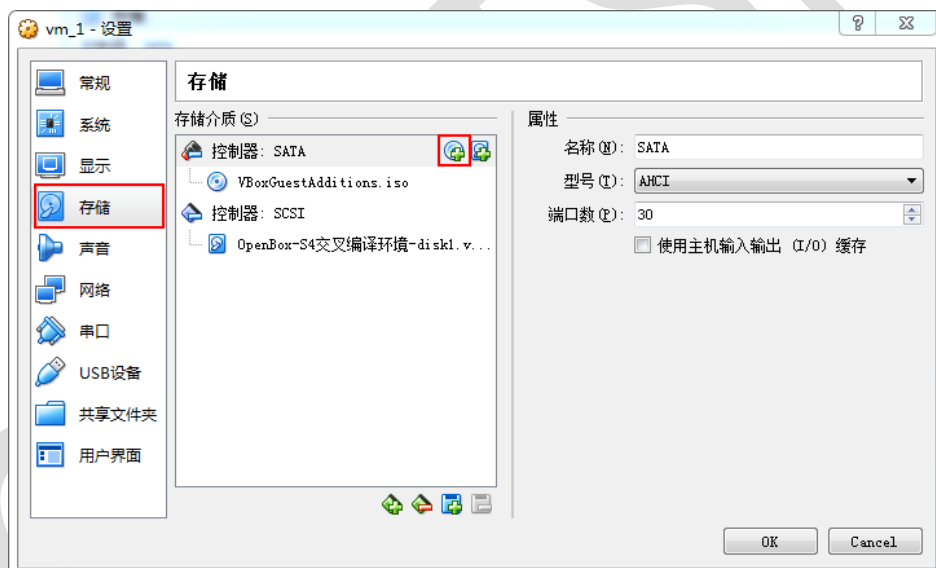 vm_1 - 设置
常规
系统
显示
存储
声音
网络
串口
USB设备
共享文件夹
用户界面
存储
存储介质(S)
控制器: SATA
VBoxGuestAdditions.iso
控制器: SCSI
OpenBox-S4交叉编译环境-disk1.v...
属性
名称(N): SATA
型号(T): AHCI
端口数(P): 30
使用主机输入输出 (I/O) 缓存
OK
Cancel